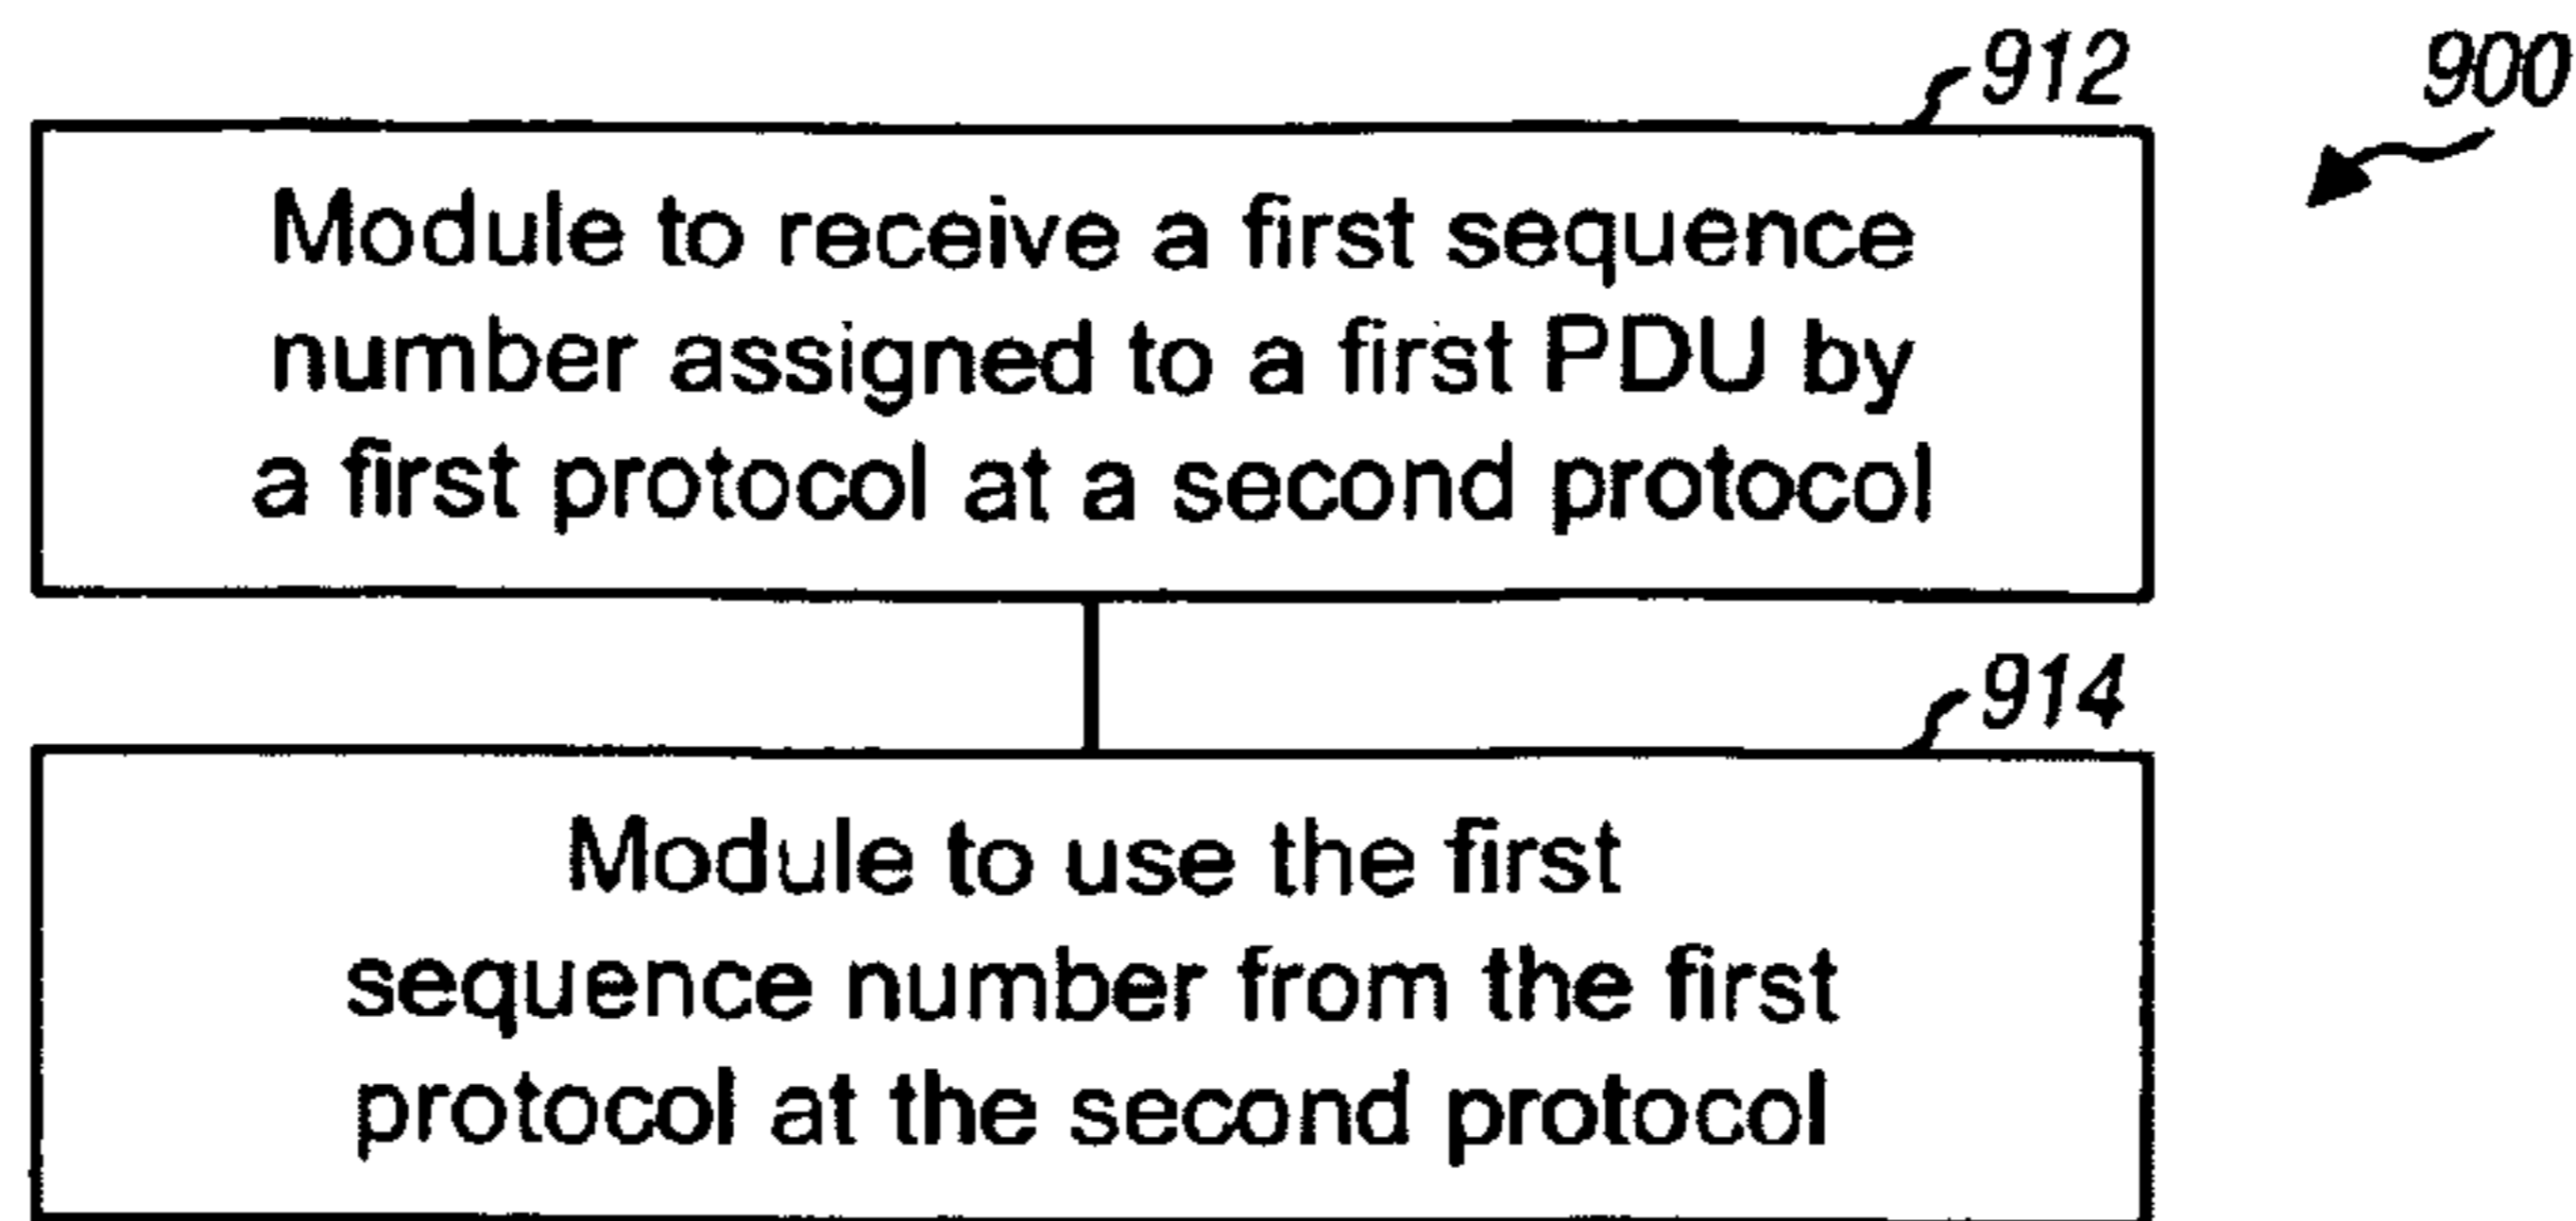 912
900
Module to receive a first sequence
number assigned to a first PDU by
a first protocol at a second protocol
914
Module to use the first
sequence number from the first
protocol at the second protocol